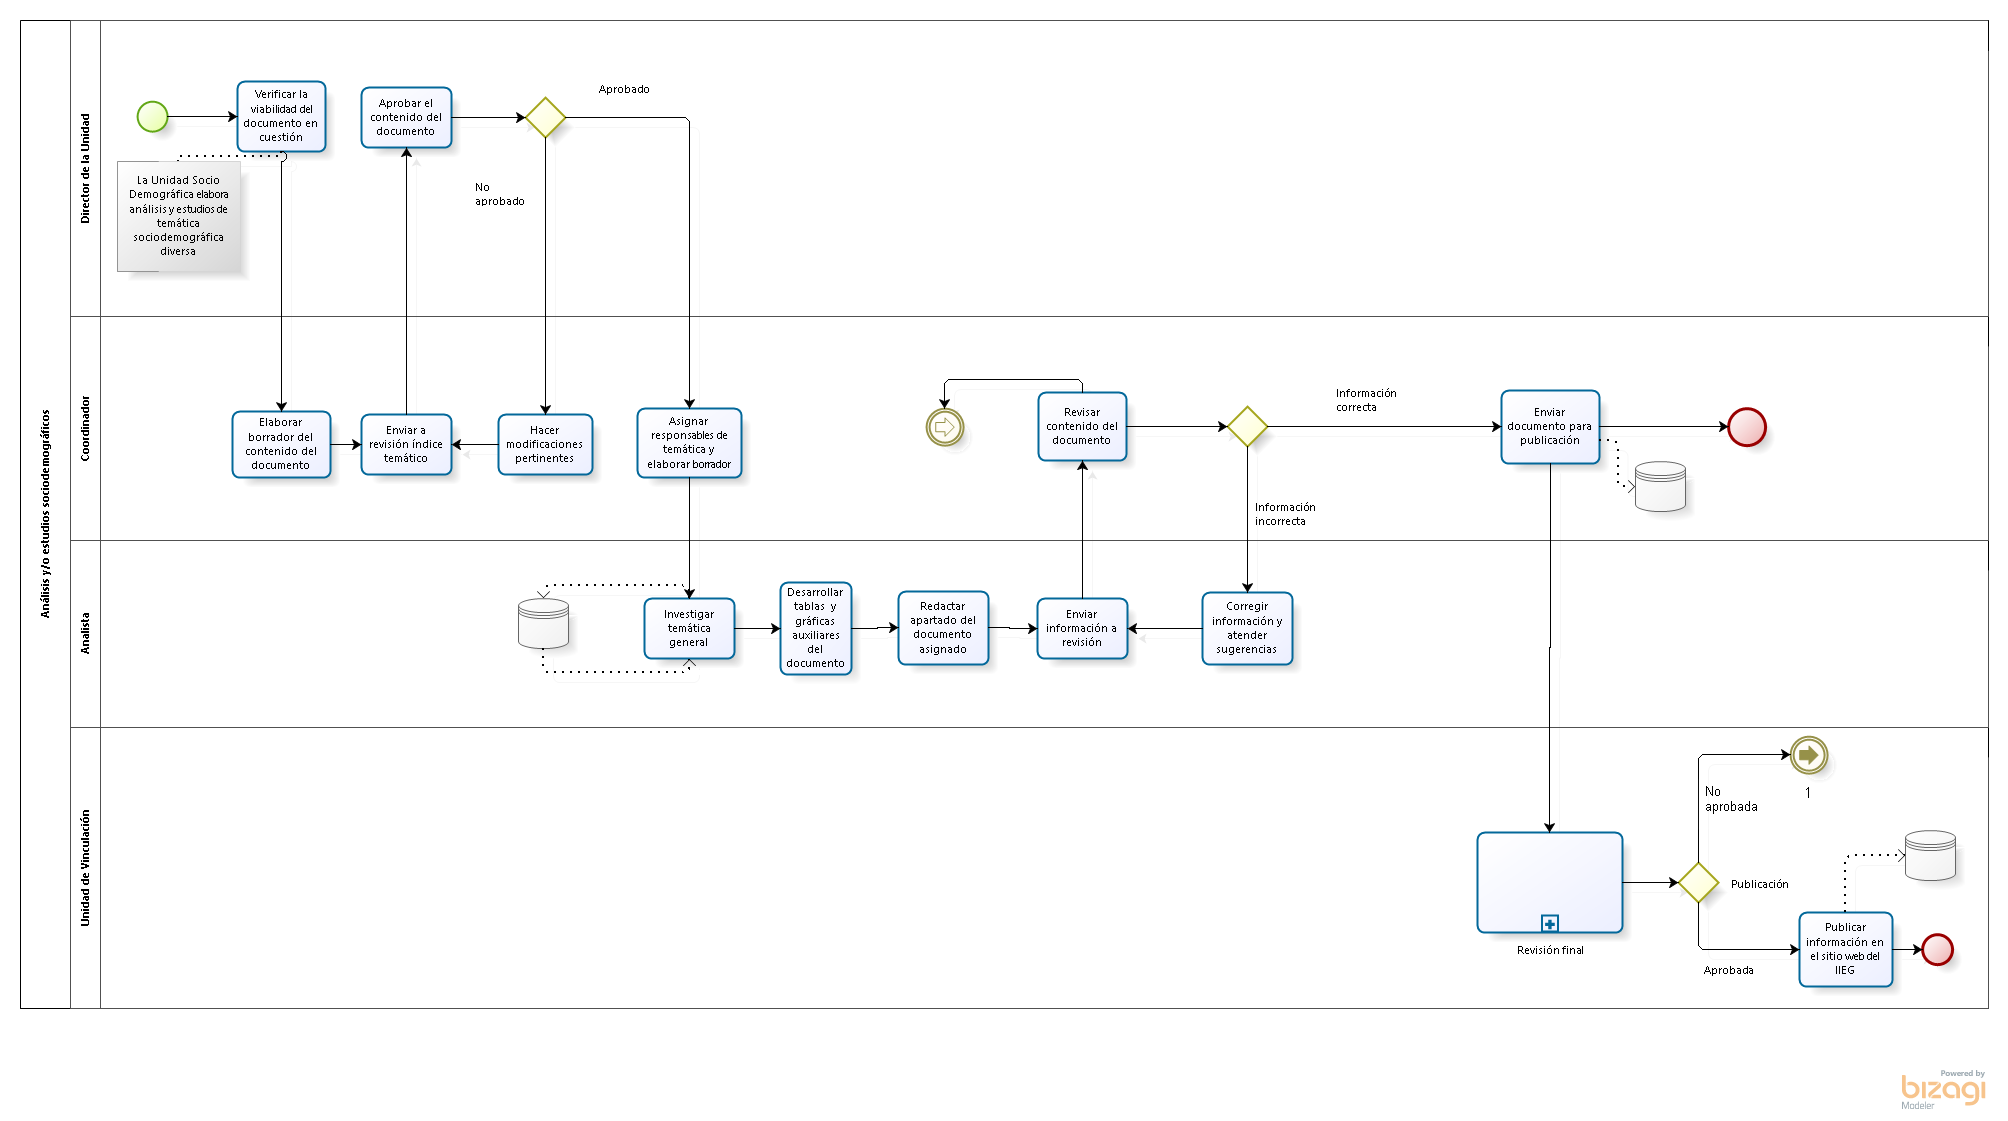 Análisis y/o estudios sociodemográficos
Director de la Unidad
Verificar la
viabilidad del
documento en
cuestión
La Unidad Socio
Demográfica elabora
análisis y estudios de
temática
sociodemográfica
diversa
Aprobar el
contenido del
documento
Aprobado
No
aprobado
Coordinador
Elaborar
borrador del
contenido del
documento
Enviar a
revisión índice
temático
Hacer
modificaciones
pertinentes
Asignar
responsables de
temática y
elaborar borrador
Revisar
contenido del
documento
Información
correcta
Información
incorrecta
Enviar
documento para
publicación
Analista
Investigar
temática
general
Desarrollar
tablas y
gráficas
auxiliares
del
documento
Redactar
apartado del
documento
asignado
Enviar
información a
revisión
Corregir
información y
atender
sugerencias
Unidad de Vinculación
Revisión final
No
aprobada
1
Publicación
Aprobada
Publicar
información en
el sitio web del
IIEG
Powered by
bizagi
Modeler